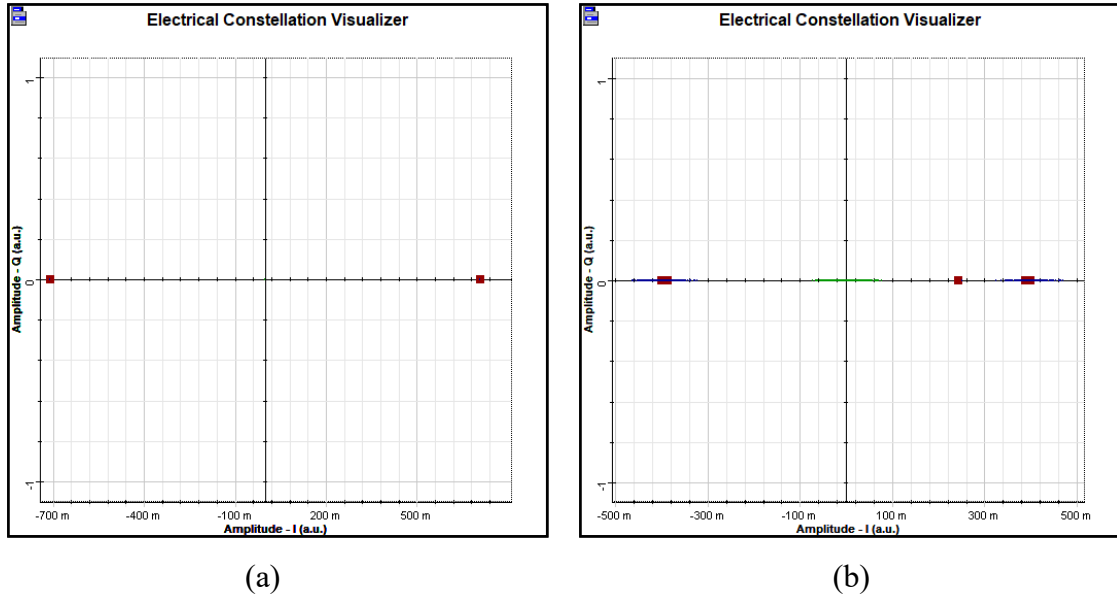 Electrical Constellation Visualizer
1
0
-1
Amplitude - Q (a.u.)
-700 m
-400 m
-100 m
200 m
500 m
Amplitude - I (a.u.)
(a)
Electrical Constellation Visualizer
1
0
-1
Amplitude - Q (a.u.)
-500 m
-300 m
-100 m
100 m
300 m
500 m
Amplitude - I (a.u.)
(b)